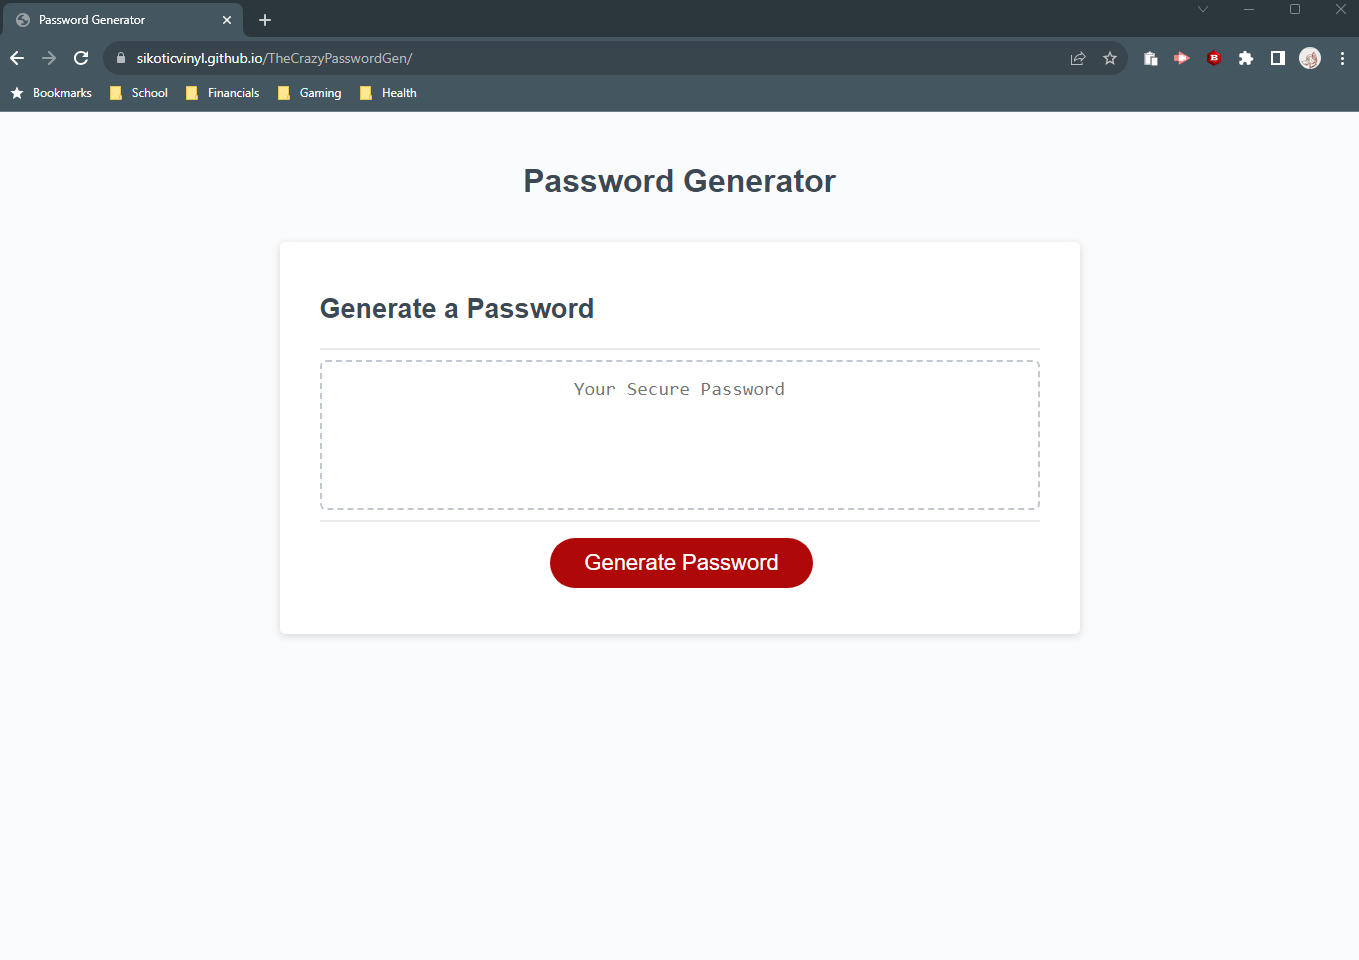 Password Generator
sikoticvinyl.github.io/TheCrazyPasswordGen/
Bookmarks School Financials Gaming Health
Password Generator
Generate a Password
Your Secure Password
Generate Password